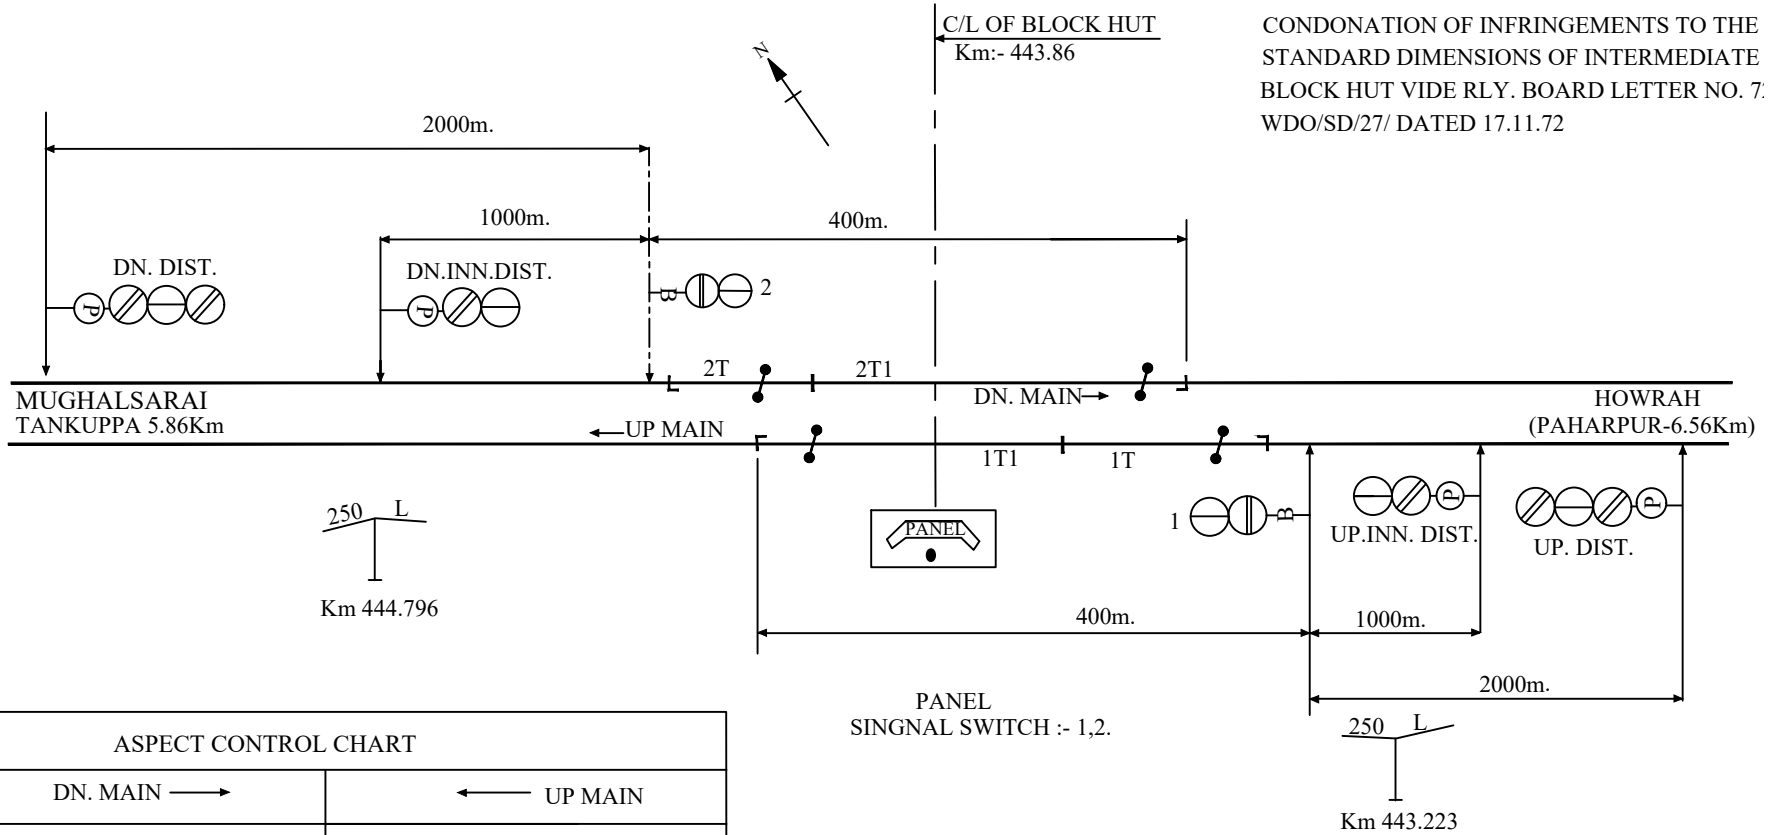 C/L OF BLOCK HUT
Km:- 443.86
CONDONATION OF INFRINGEMENTS TO THE
STANDARD DIMENSIONS OF INTERMEDIATE
BLOCK HUT VIDE RLY. BOARD LETTER NO.
WDO/SD/27/ DATED 17.11.72
N
2000m.
1000m.
400m.
DN. DIST.
P
DN.INN.DIST.
P
B
2
2T
2T1
DN. MAIN
MUGHALSARAI
TANKUPPA 5.86Km
HOWRAH
(PAHARPUR-6.56Km)
UP MAIN
1T1
1T
250 L
Km 444.796
PANEL
1
B
P
UP.INN. DIST.
P
UP. DIST.
400m.
1000m.
2000m.
PANEL
SINGNAL SWITCH :- 1,2.
250 L
Km 443.223
ASPECT CONTROL CHART
DN. MAIN
UP MAIN